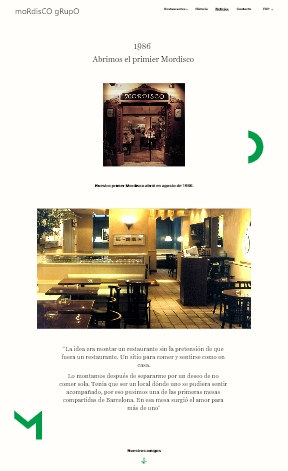 moRdisCO gRupO
Restaurantes Historia Noticias Contacto ESP
1986
Abrimos el primier Mordisco
MORDISCO
Nuestro primer Mordisco abrió en agosto de 1986.
"La idea era montar un restaurante sin la pretensión de que
fuera un restaurante. Un sitio para comer y sentirse como en
casa.
Lo montamos después de separarme por un deseo de no
comer sola. Tenía que ser un local dónde uno se pudiera sentir
acompañado, por eso pusimos una de las primeras mesas
compartidas de Barcelona. En esa mesa surgió el amor para
más de uno"
Nuestros amigos